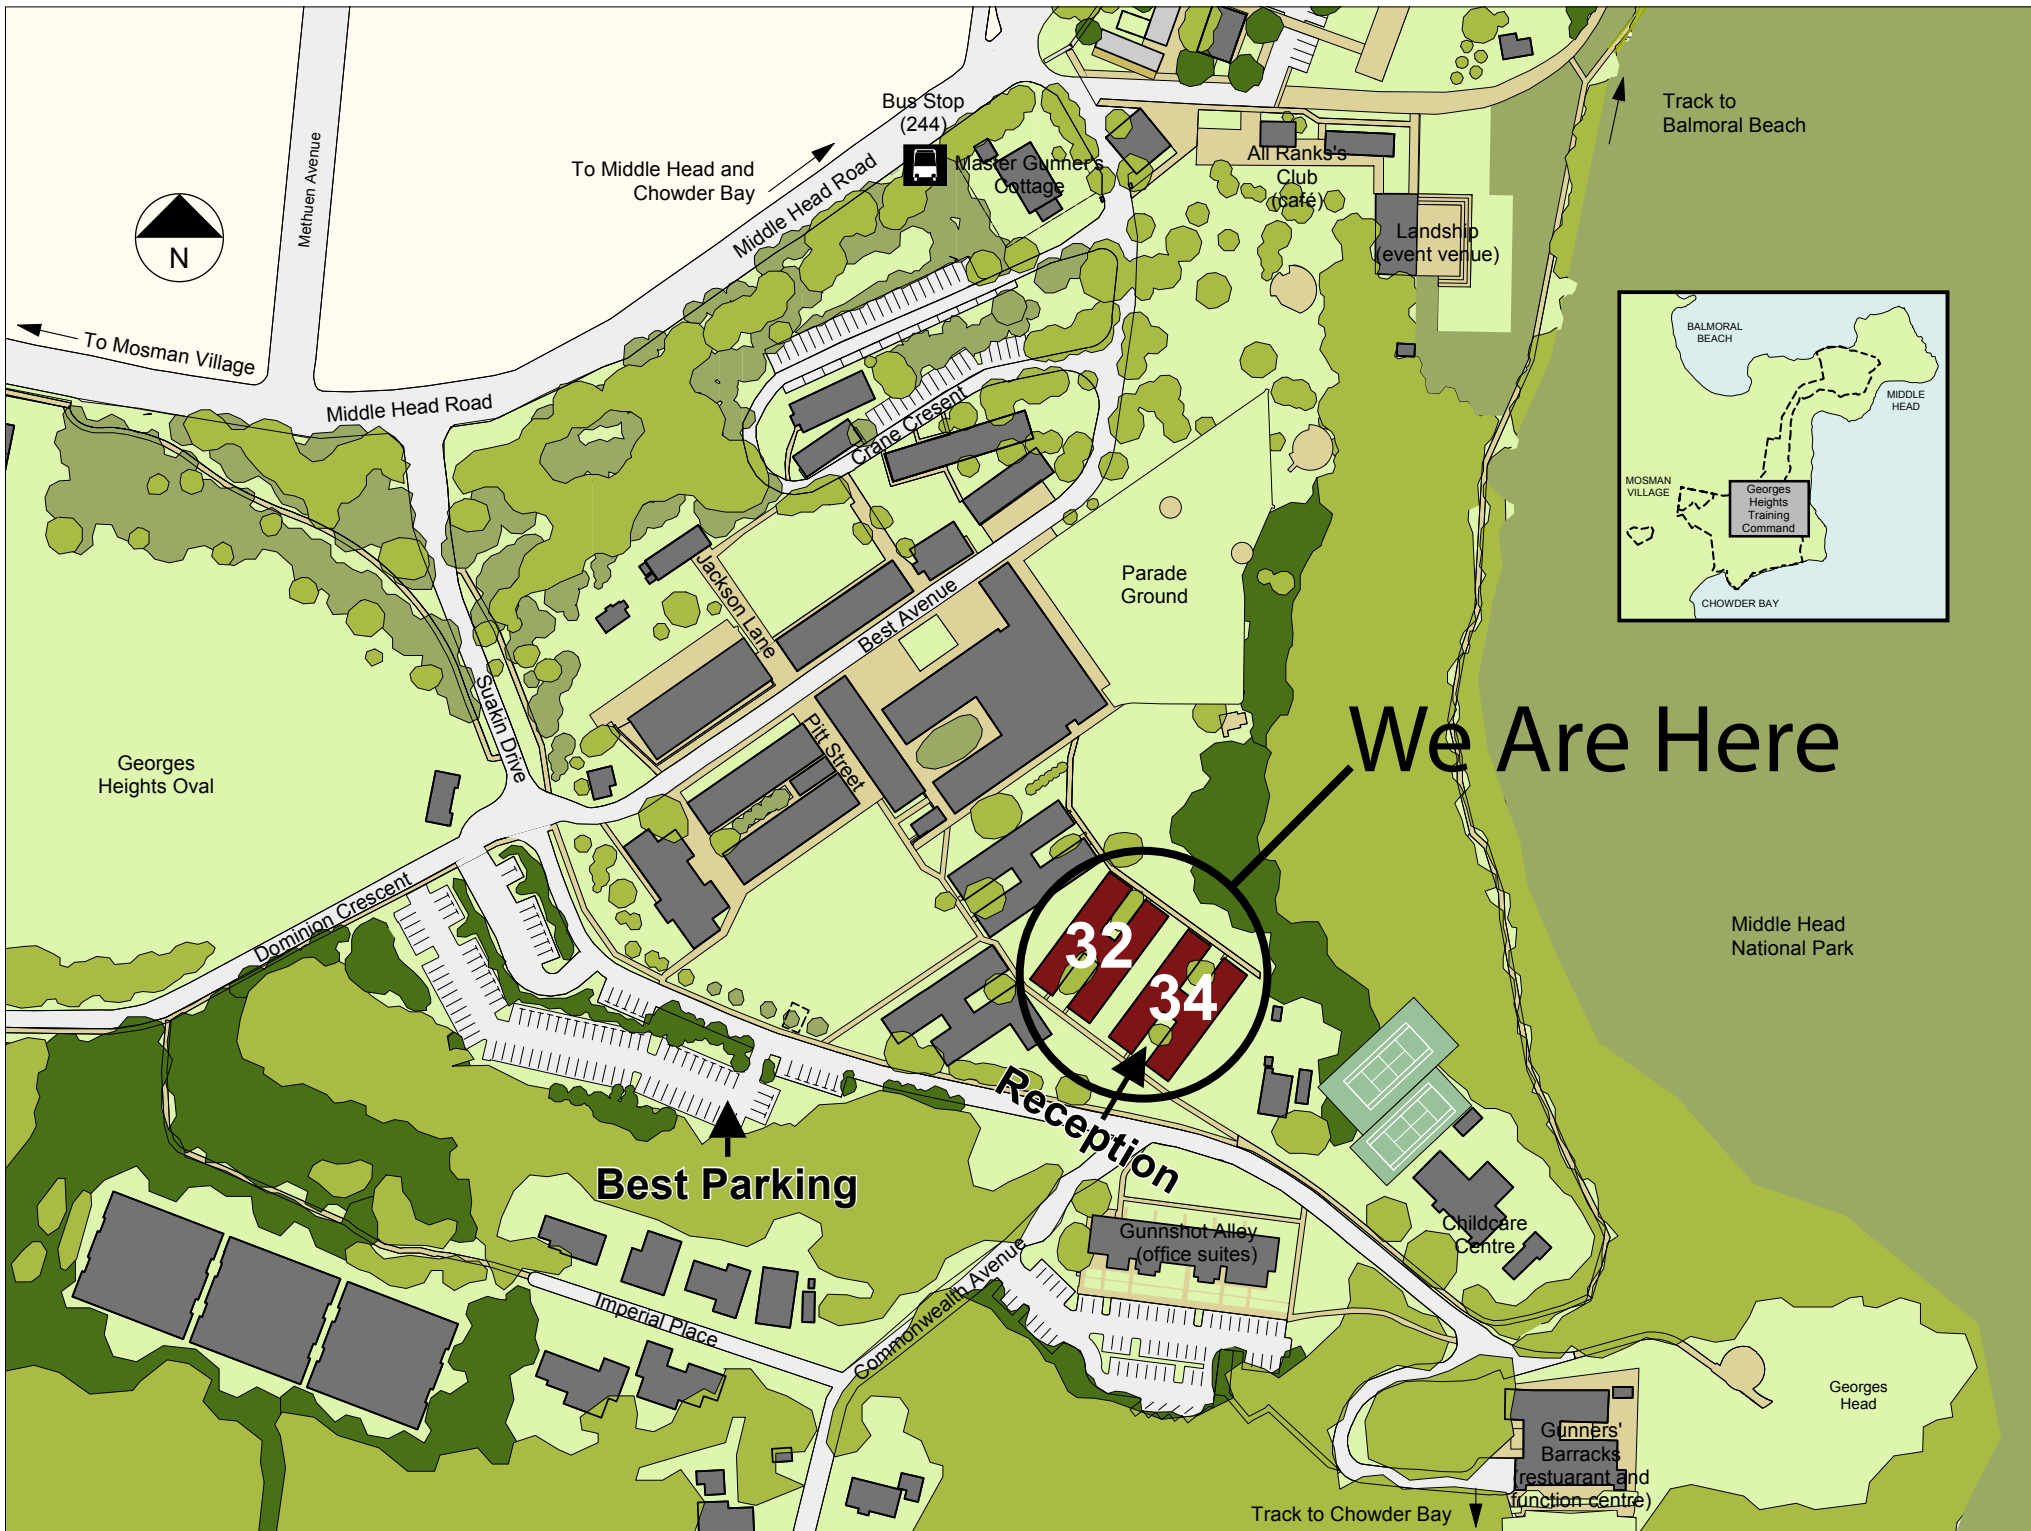 Bus Stop
(244)
Track to
Balmoral Beach
Methuen Avenue
To Middle Head and
Chowder Bay
Middle Head Road
Master Gunner's
Cottage
All Ranks's
Club
(café)
Landship
(event venue)
N
To Mosman Village
Middle Head Road
Crane Cresent
BALMORAL
BEACH
MIDDLE
HEAD
MOSMAN
VILLAGE
Georges
Heights
Training
Command
CHOWDER BAY
Parade
Ground
Jackson Lane
Best Avenue
Suakin Drive
Pitt Street
We Are Here
Georges
Heights Oval
Dominion Crescent
32
34
Middle Head
National Park
Reception
Best Parking
Gunnshot Alley
(office suites)
Childcare
Centre
Imperial Place
Commonwealth Avenue
Georges
Head
Gunners'
Barracks
(restuarant and
function centre)
Track to Chowder Bay